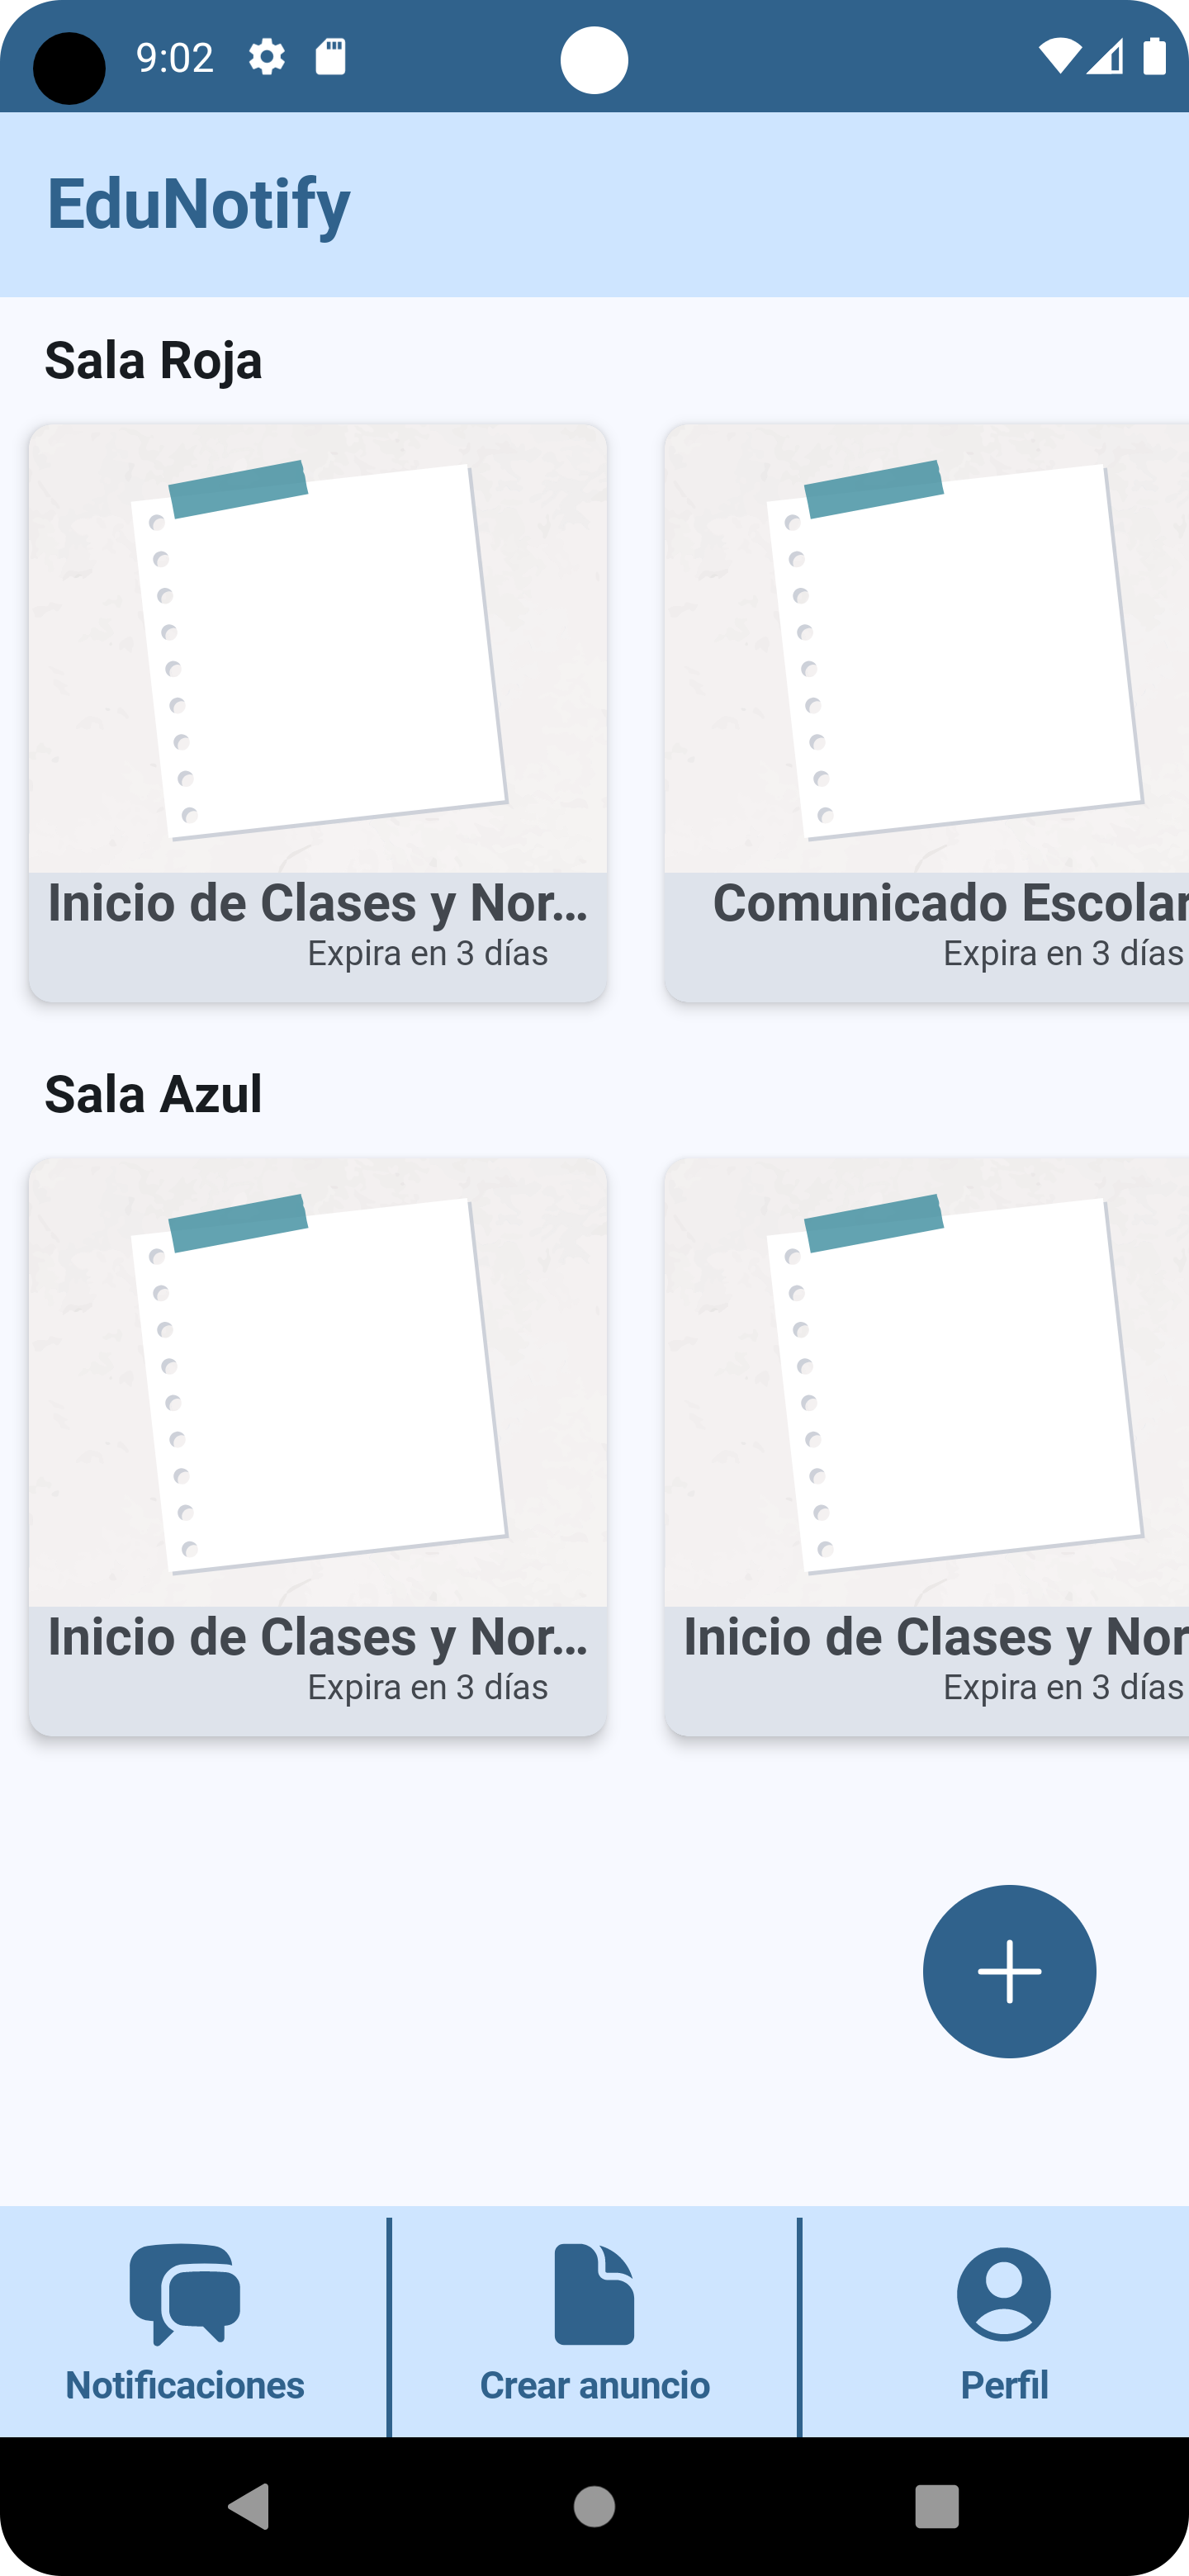 9:02
EduNotify
Sala Roja
Inicio de Clases y Nor...
Expira en 3 días
Comunicado Escolar
Expira en 3 días
Sala Azul
Inicio de Clases y Nor...
Expira en 3 días
Inicio de Clases y Nor
Expira en 3 días
Notificaciones
Crear anuncio
Perfil